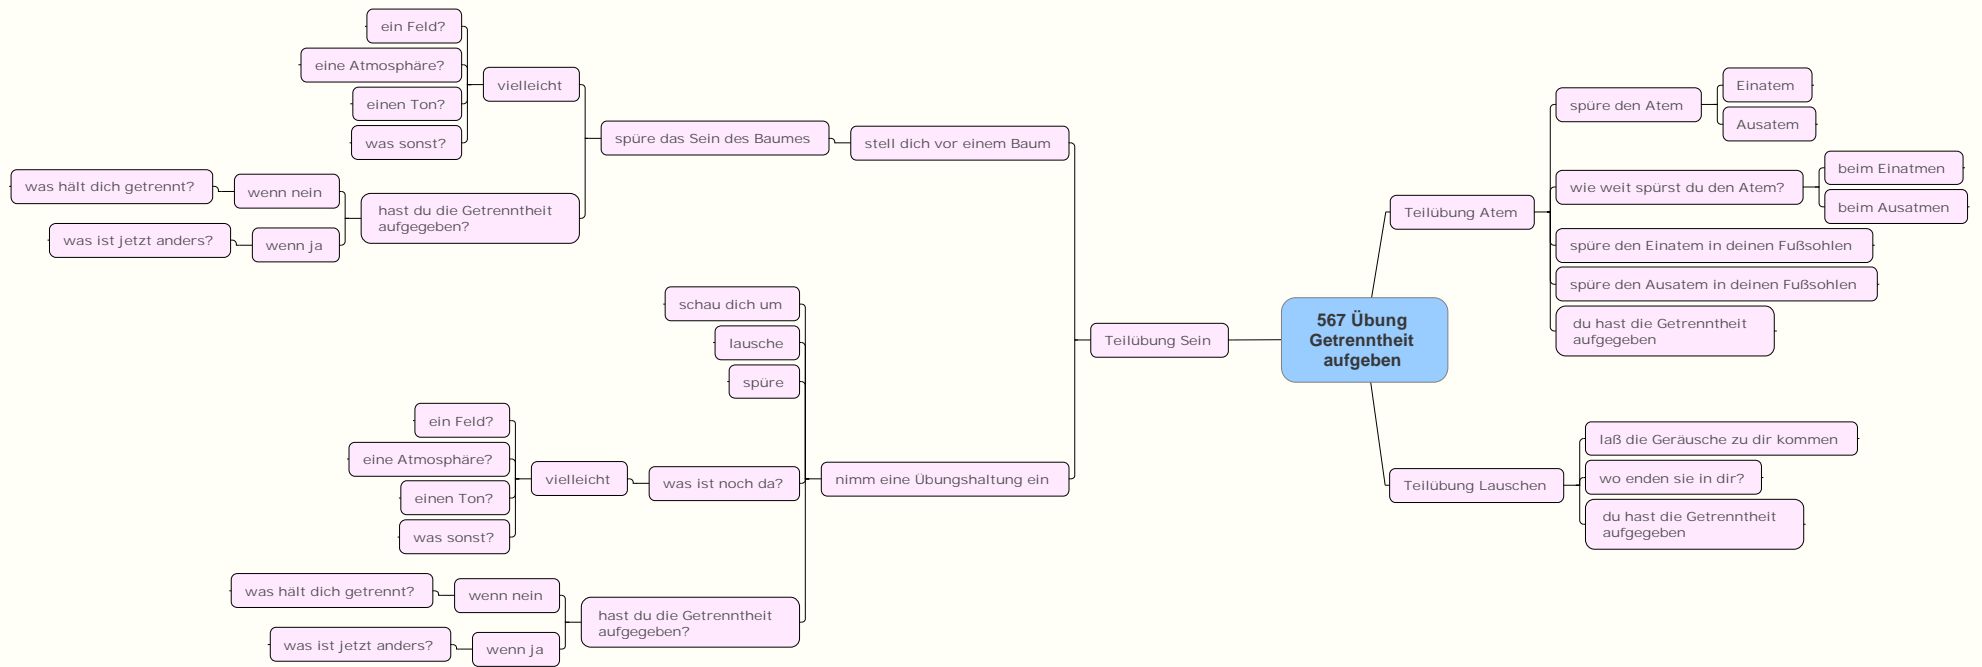 567 Übung
Getrenntheit
aufgeben
Teilübung Atem
spüre den Atem
Einatem
Ausatem
wie weit spürst du den Atem?
beim Einatmen
beim Ausatmen
spüre den Einatem in deinen Fußsohlen
spüre den Ausatem in deinen Fußsohlen
du hast die Getrenntheit
aufgegeben
Teilübung Lauschen
laß die Geräusche zu dir kommen
wo enden sie in dir?
du hast die Getrenntheit
aufgegeben
Teilübung Sein
stell dich vor einem Baum
spüre das Sein des Baumes
vielleicht
ein Feld?
eine Atmosphäre?
einen Ton?
was sonst?
hast du die Getrenntheit
aufgegeben?
wenn nein
was hält dich getrennt?
wenn ja
was ist jetzt anders?
nimm eine Übungshaltung ein
schau dich um
lausche
spüre
was ist noch da?
vielleicht
ein Feld?
eine Atmosphäre?
einen Ton?
was sonst?
hast du die Getrenntheit
aufgegeben?
wenn nein
was hält dich getrennt?
wenn ja
was ist jetzt anders?